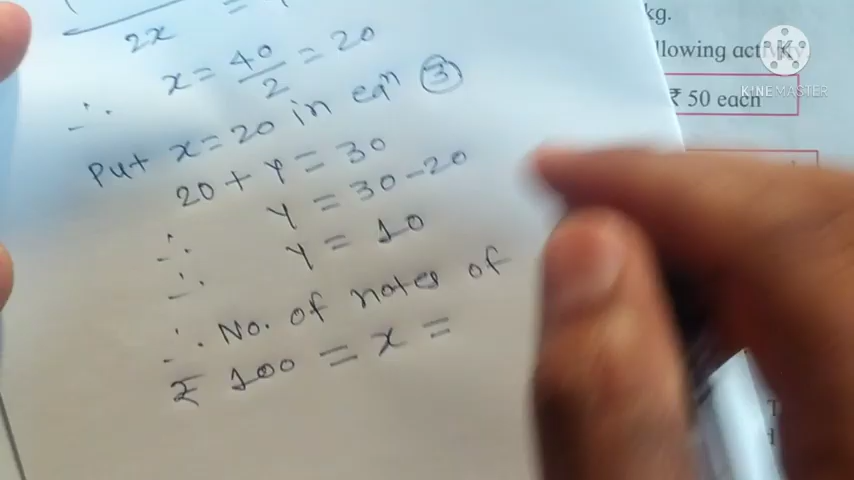 2x
∴ x = 40/2 = 20
Put x = 20 in eqn ③
20 + y = 30
∴ y = 30 - 20
∴ y = 10
∴ No. of notes of
₹ 100 = x =
kg.
llowing activity.
₹ 50 each
K
KINEMASTER